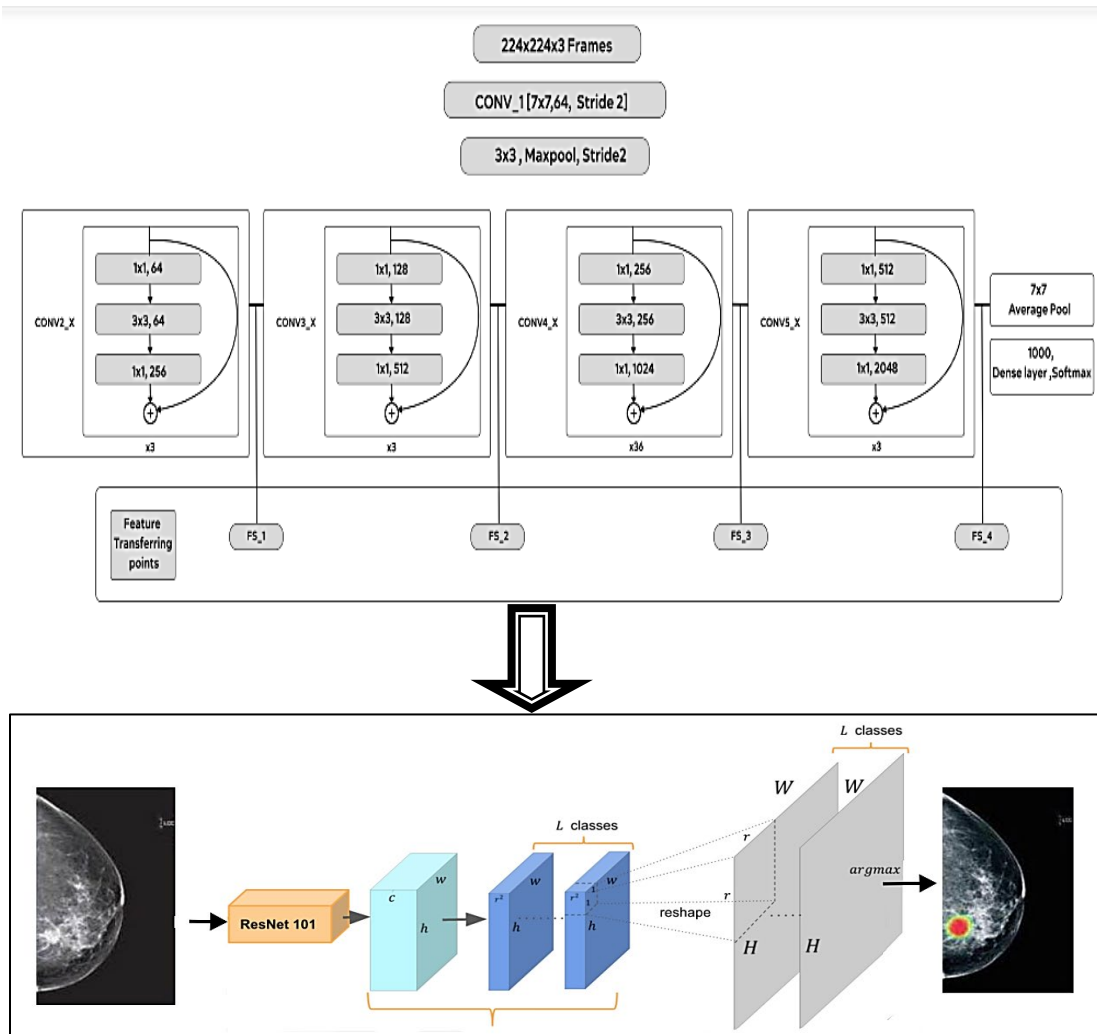 224x224x3 Frames
CONV_1 [7x7,64, Stride 2]
3x3 , Maxpool, Stride2
CONV2_X
1x1, 64
3x3, 64
1x1, 256
+
x3
CONV3_X
1x1, 128
3x3, 128
1x1, 512
+
x3
CONV4_X
1x1, 256
3x3, 256
1x1, 1024
+
x36
CONV5_X
1x1, 512
3x3, 512
1x1, 2048
+
x3
7x7
Average Pool
1000,
Dense layer ,Softmax
Feature
Transferring
points
FS_1
FS_2
FS_3
FS_4
ResNet 101
c
w
h
L classes
r²
w
h
r²
w
1
1
h
r
r
reshape
L classes
W
H
W
H
argmax